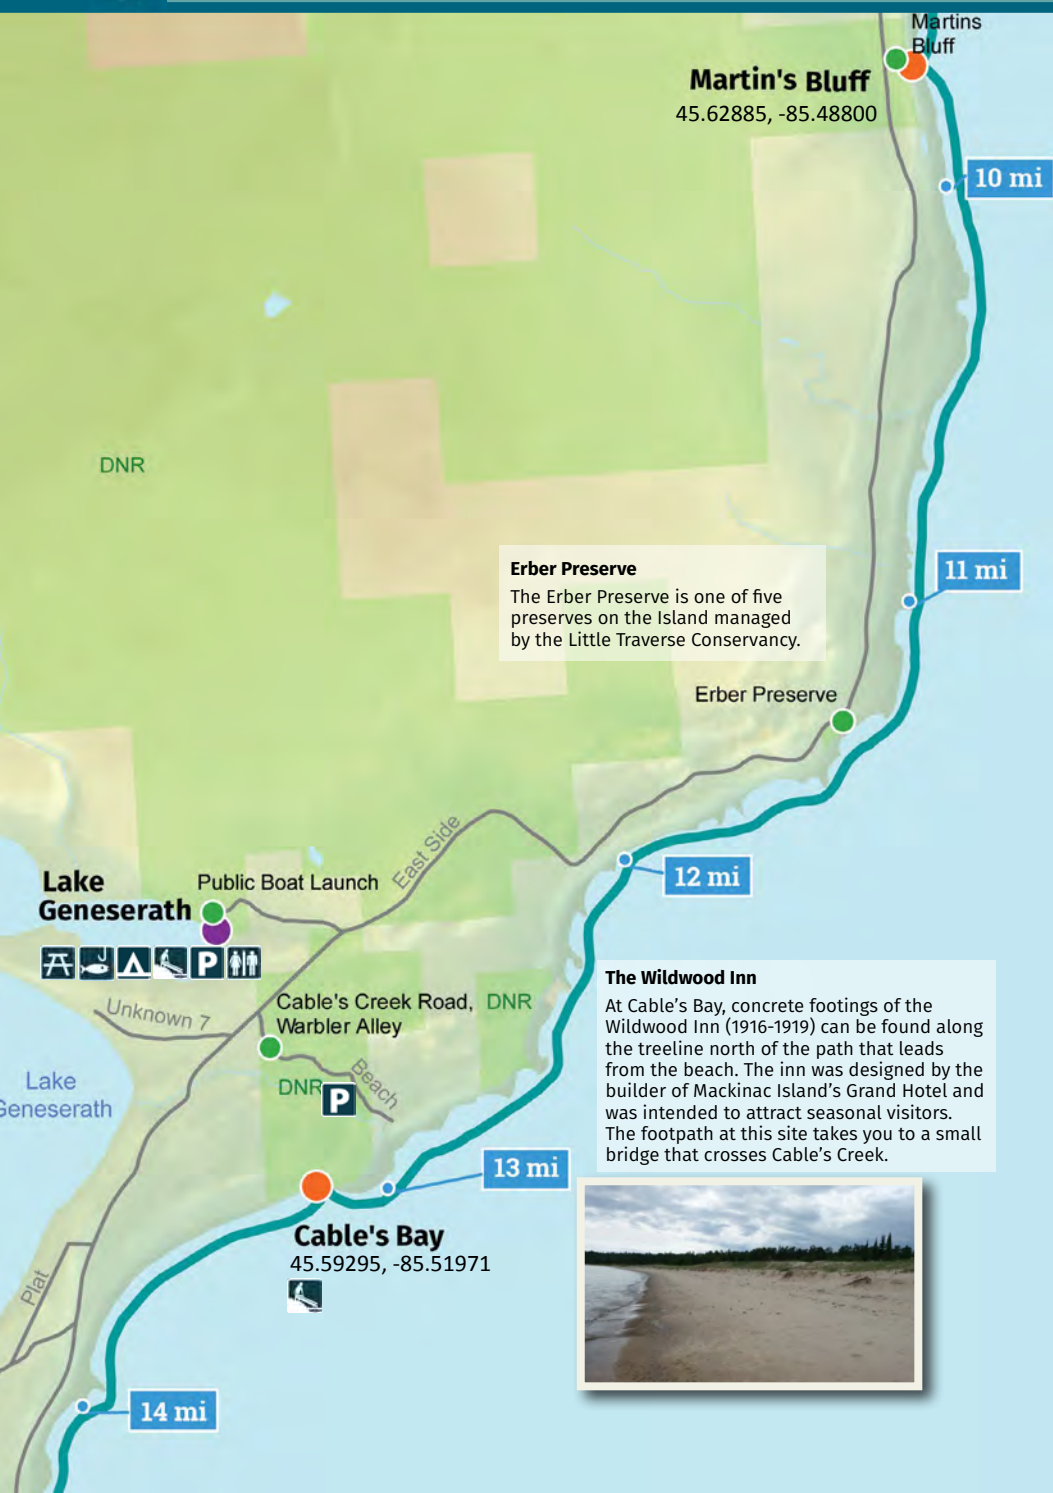 Martins
Bluff
Martin's Bluff
45.62885, -85.48800
10 mi
DNR
Erber Preserve
The Erber Preserve is one of five
preserves on the Island managed
by the Little Traverse Conservancy.
11 mi
Erber Preserve
East Side
12 mi
Lake
Geneserath
Public Boat Launch
P
Unknown 7
Cable's Creek Road,
Warbler Alley
DNR
Lake
Geneserath
DNR
P
Beach
The Wildwood Inn
At Cable's Bay, concrete footings of the
Wildwood Inn (1916-1919) can be found along
the treeline north of the path that leads
from the beach. The inn was designed by the
builder of Mackinac Island's Grand Hotel and
was intended to attract seasonal visitors.
The footpath at this site takes you to a small
bridge that crosses Cable's Creek.
13 mi
Cable's Bay
45.59295, -85.51971
Plat
14 mi